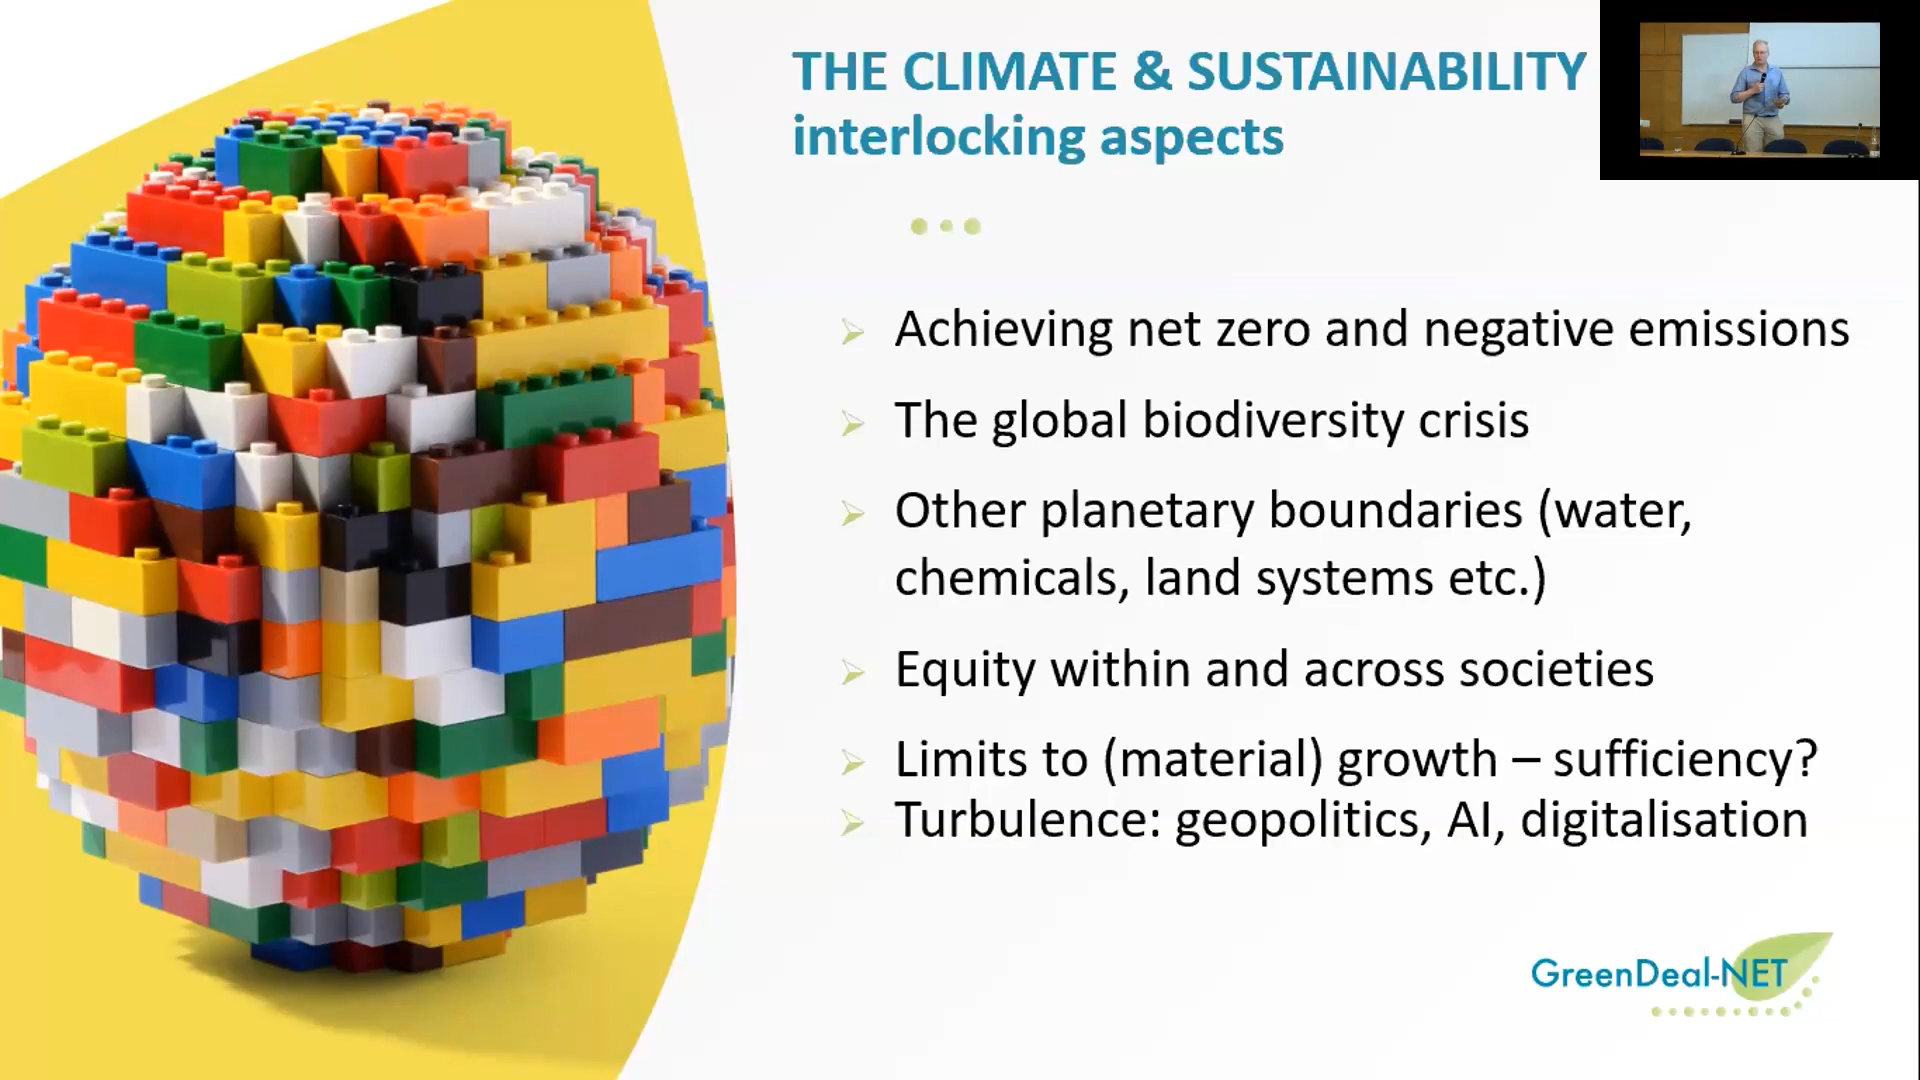 THE CLIMATE & SUSTAINABILITY
interlocking aspects
Achieving net zero and negative emissions
The global biodiversity crisis
Other planetary boundaries (water,
chemicals, land systems etc.)
Equity within and across societies
Limits to (material) growth – sufficiency?
Turbulence: geopolitics, AI, digitalisation
GreenDeal-NET